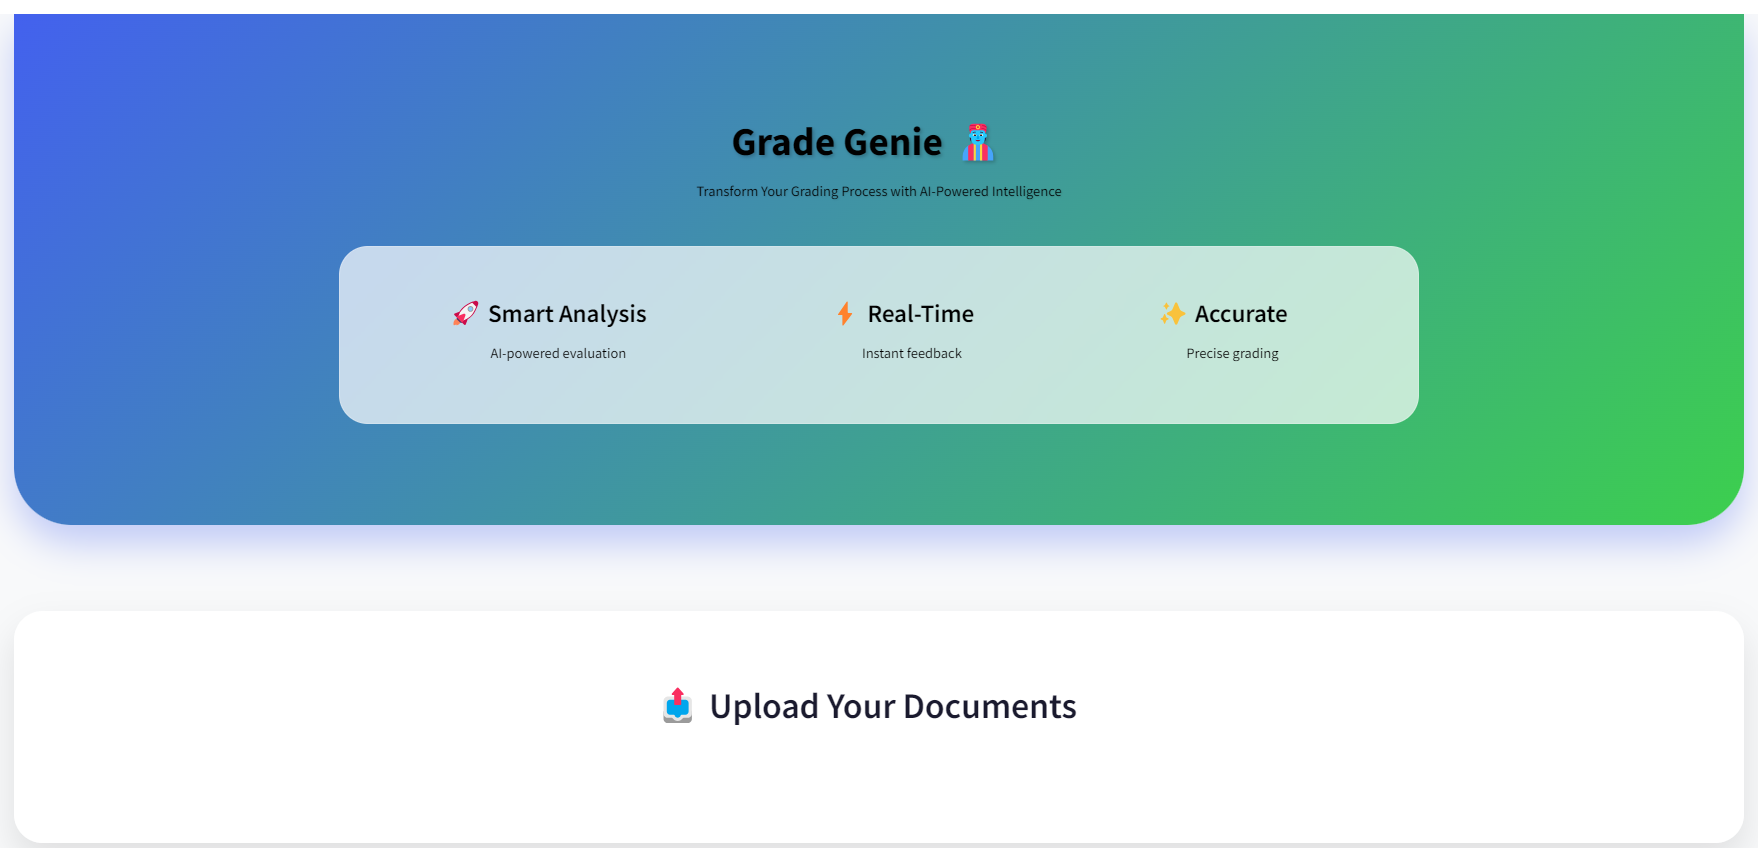 Grade Genie 🧞
Transform Your Grading Process with AI-Powered Intelligence
🚀 Smart Analysis
AI-powered evaluation
⚡ Real-Time
Instant feedback
✨ Accurate
Precise grading
📤 Upload Your Documents